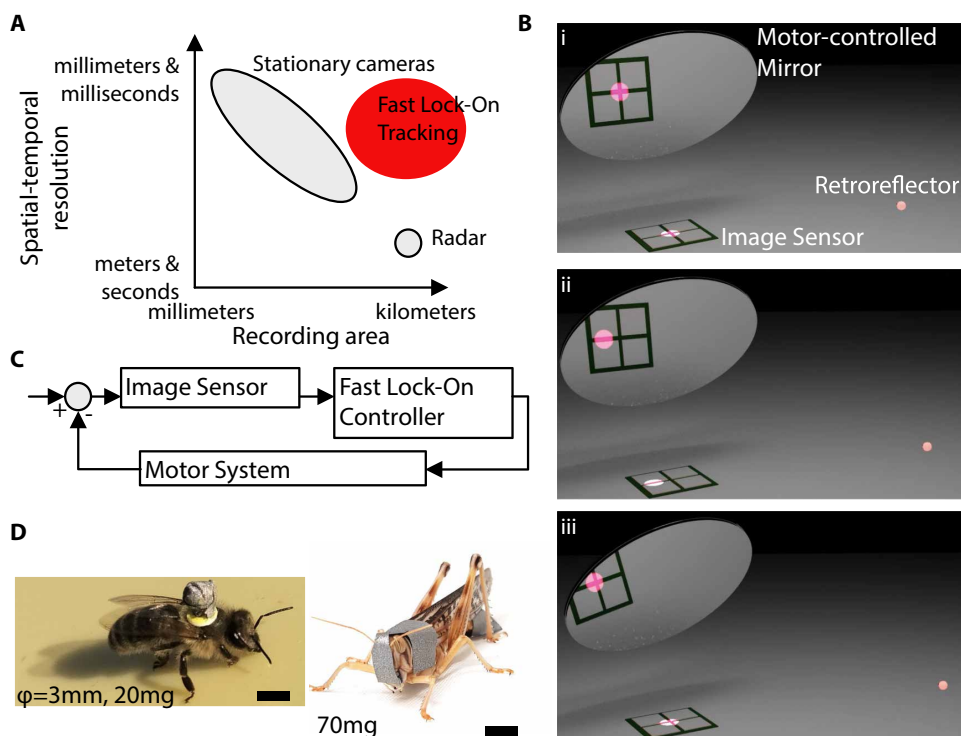 A
millimeters &
milliseconds
Stationary cameras
Fast Lock-On
Tracking
Spatial-temporal
resolution
Radar
meters &
seconds
millimeters
kilometers
Recording area
B
i
Motor-controlled
Mirror
Retroreflector
Image Sensor
ii
iii
C
+
-
Image Sensor
Fast Lock-On
Controller
Motor System
D
φ=3mm, 20mg
70mg